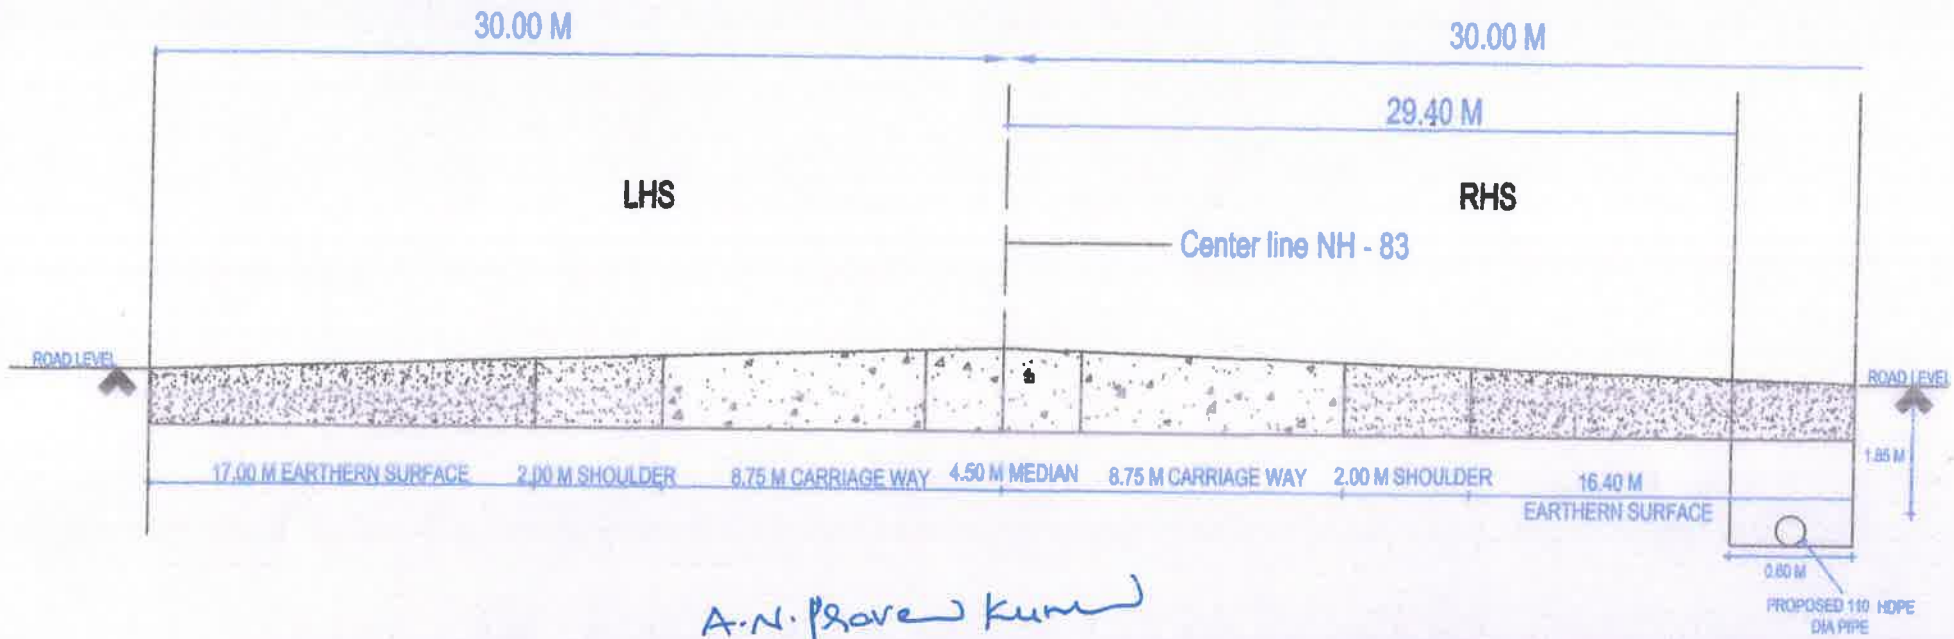 30.00 M
30.00 M
29.40 M
LHS
RHS
Center line NH - 83
ROAD LEVEL
ROAD LEVEL
1.85 M
17.00 M EARTHERN SURFACE
2.00 M SHOULDER
8.75 M CARRIAGE WAY
4.50 M MEDIAN
8.75 M CARRIAGE WAY
2.00 M SHOULDER
16.40 M
EARTHERN SURFACE
0.60 M
PROPOSED 110 HDPE
DIA PIPE
A.N.